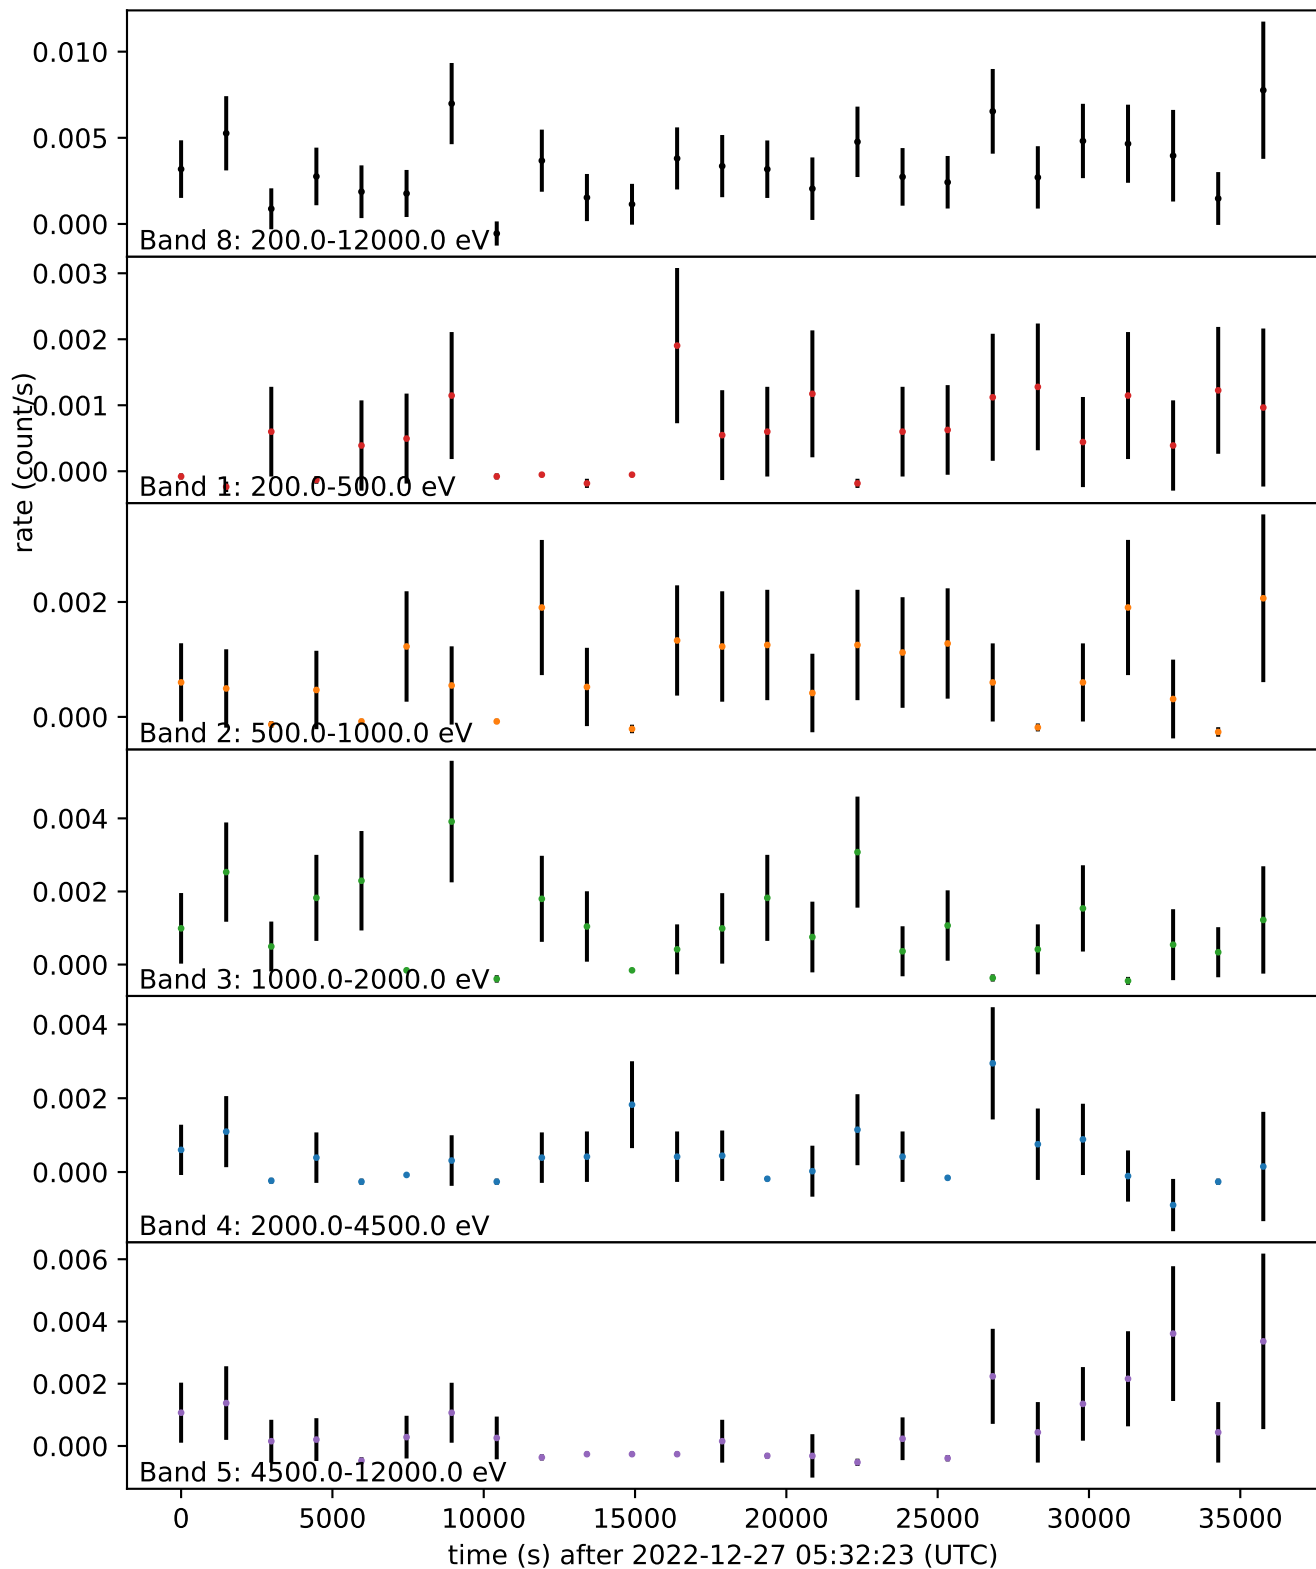 0.010
0.005
0.000
Band 8: 200.0-12000.0 eV
0.003
0.002
0.001
0.000
Band 1: 200.0-500.0 eV
rate (count/s)
0.002
0.000
Band 2: 500.0-1000.0 eV
0.004
0.002
0.000
Band 3: 1000.0-2000.0 eV
0.004
0.002
0.000
Band 4: 2000.0-4500.0 eV
0.006
0.004
0.002
0.000
Band 5: 4500.0-12000.0 eV
0 5000 10000 15000 20000 25000 30000 35000
time (s) after 2022-12-27 05:32:23 (UTC)